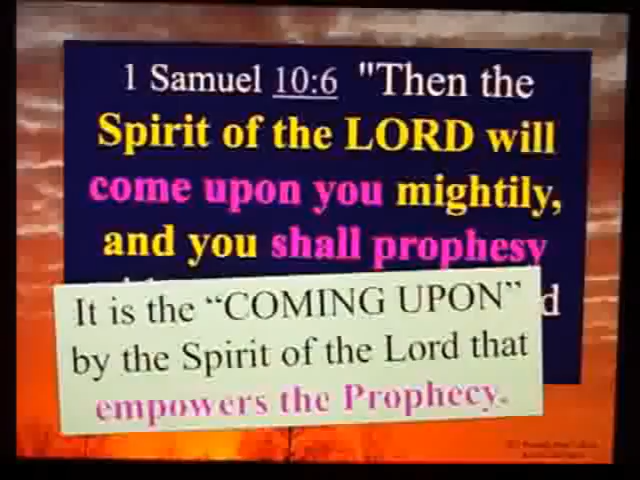 1 Samuel 10:6 "Then the
Spirit of the LORD will
come upon you mightily,
and you shall prophesy
d
It is the “COMING UPON”
by the Spirit of the Lord that
empowers the Prophecy.